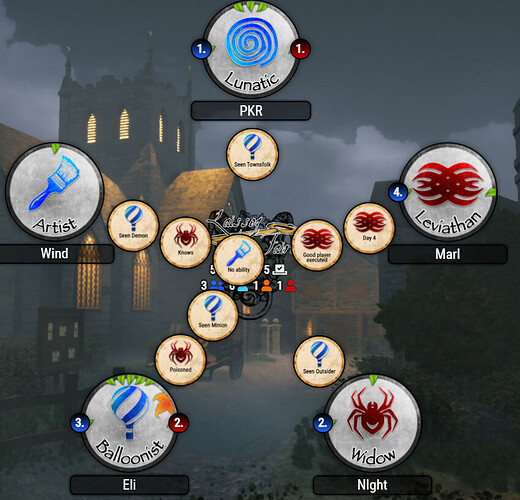 1.
1.
Lunatic
PKR
Seen Townsfolk
Artist
Wind
4.
Leviathan
Marl
Seen Demon
Knows
No ability
Good player
executed
Day 4
5
5
3
1
1
Seen Minion
Poisoned
Seen Outsider
3.
2.
Balloonist
Eli
2.
Widow
NIght